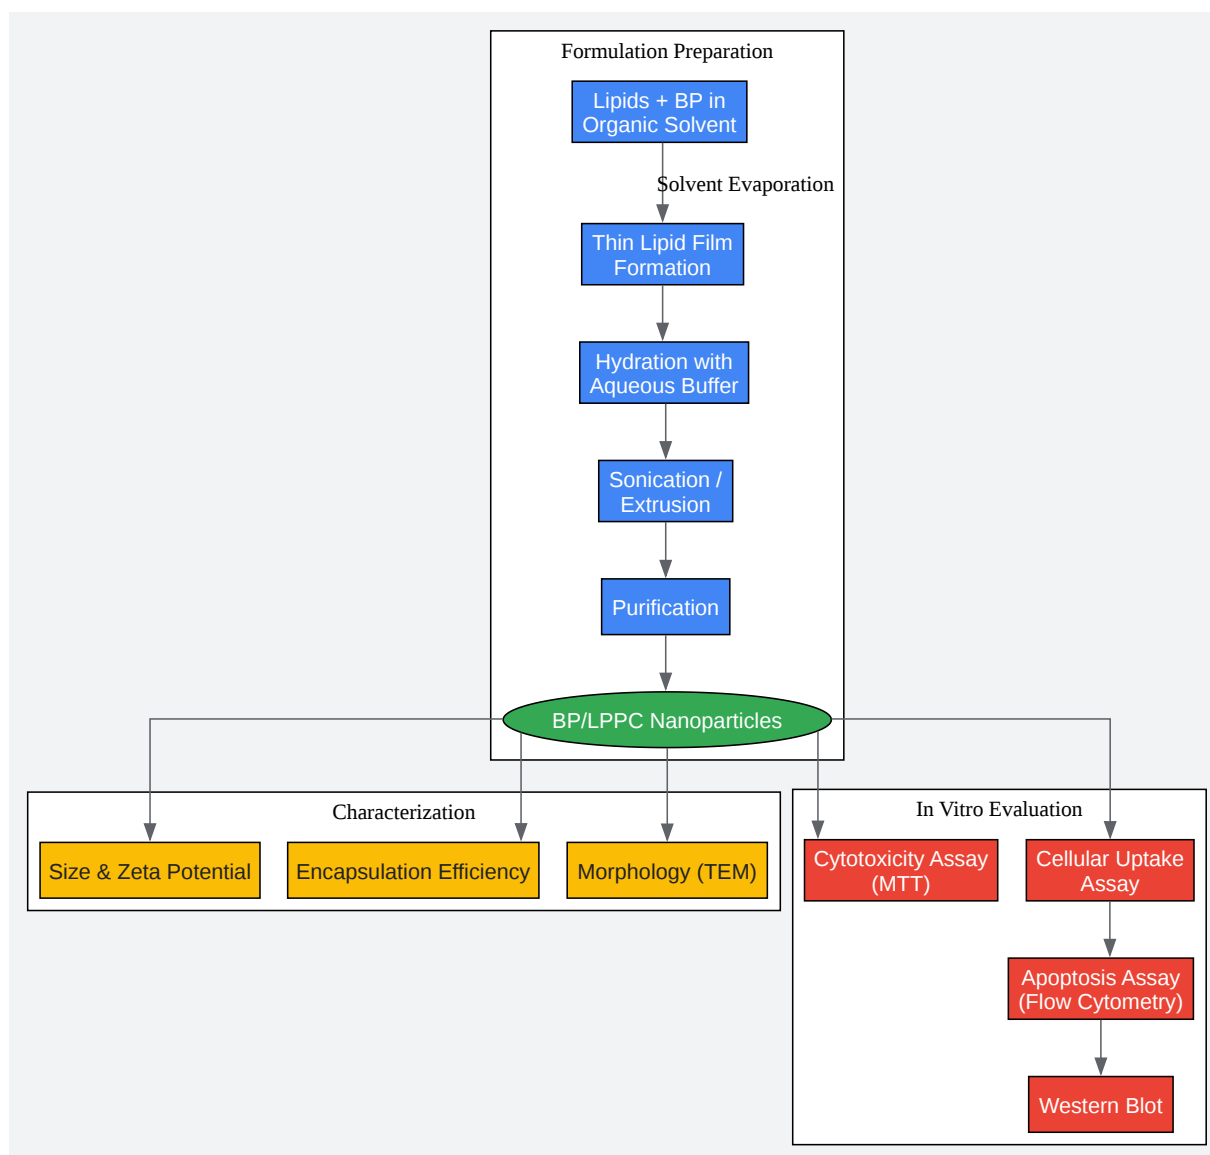 Formulation Preparation
Lipids + BP in
Organic Solvent
Solvent Evaporation
Thin Lipid Film
Formation
Hydration with
Aqueous Buffer
Sonication /
Extrusion
Purification
BP/LPPC Nanoparticles
Characterization
Size & Zeta Potential
Encapsulation Efficiency
Morphology (TEM)
In Vitro Evaluation
Cytotoxicity Assay
(MTT)
Cellular Uptake
Assay
Apoptosis Assay
(Flow Cytometry)
Western Blot